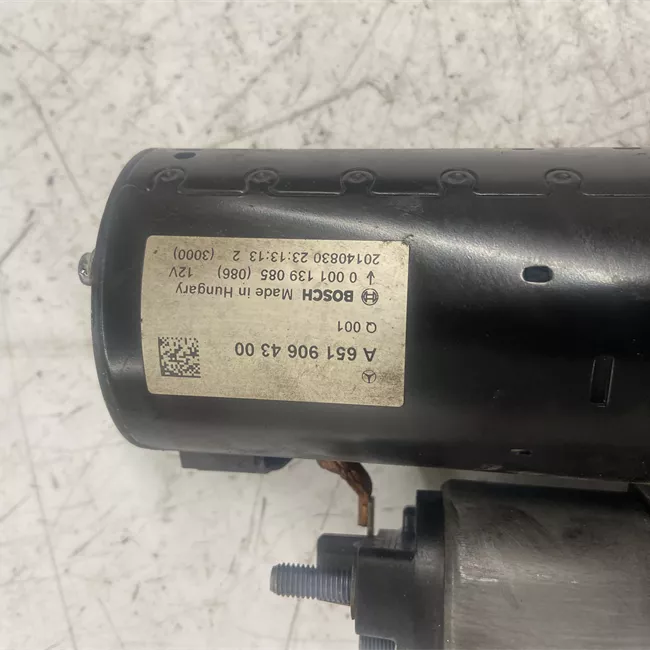 A 651 906 43 00
Q 001
BOSCH Made in Hungary
↓ 0 001 139 085 (086) 12V
20140830 23:13:13 2 (3000)